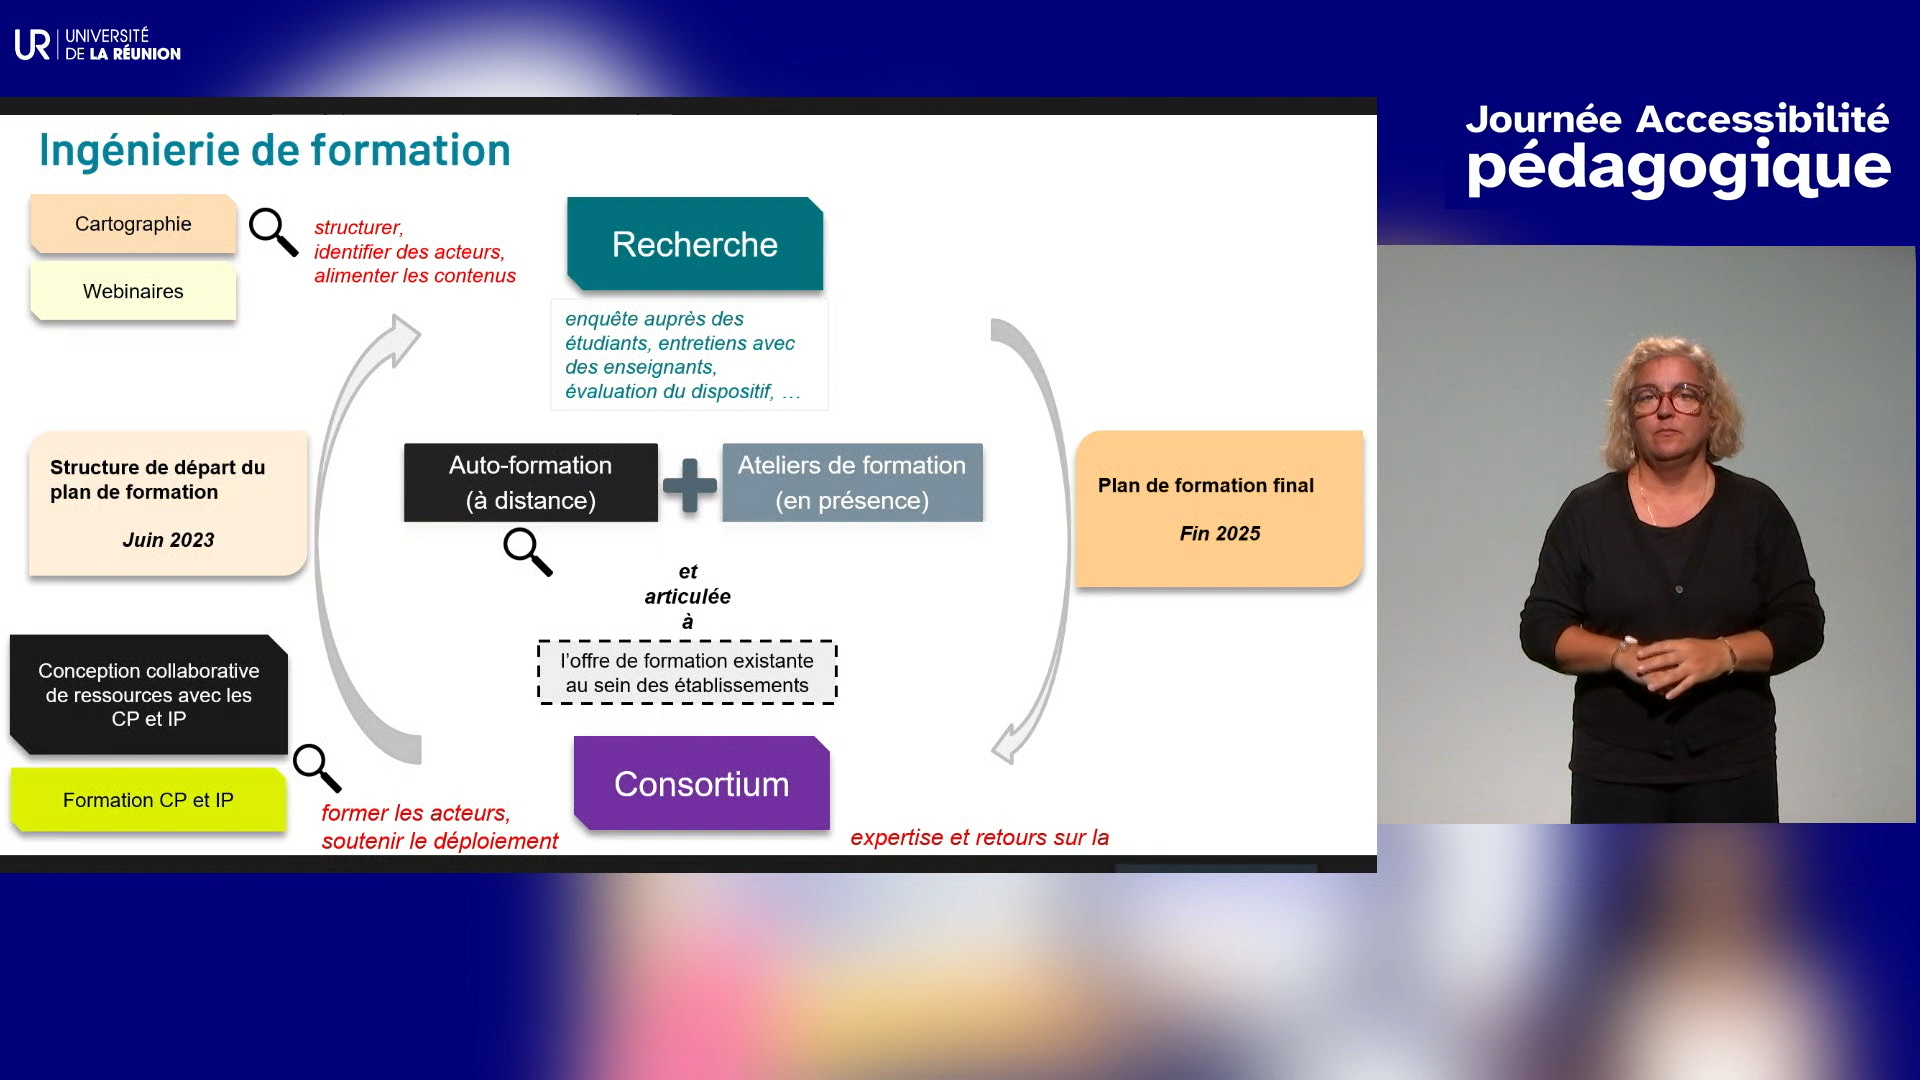 UR UNIVERSITÉ
DE LA RÉUNION
Journée Accessibilité
pédagogique
Ingénierie de formation
Cartographie
Webinaires
structurer,
identifier des acteurs,
alimenter les contenus
Recherche
enquête auprès des
étudiants, entretiens avec
des enseignants,
évaluation du dispositif, …
Structure de départ du
plan de formation
Juin 2023
Auto-formation
(à distance)
Ateliers de formation
(en présence)
Plan de formation final
Fin 2025
et
articulée
à
l'offre de formation existante
au sein des établissements
Conception collaborative
de ressources avec les
CP et IP
Formation CP et IP
former les acteurs,
soutenir le déploiement
Consortium
expertise et retours sur la